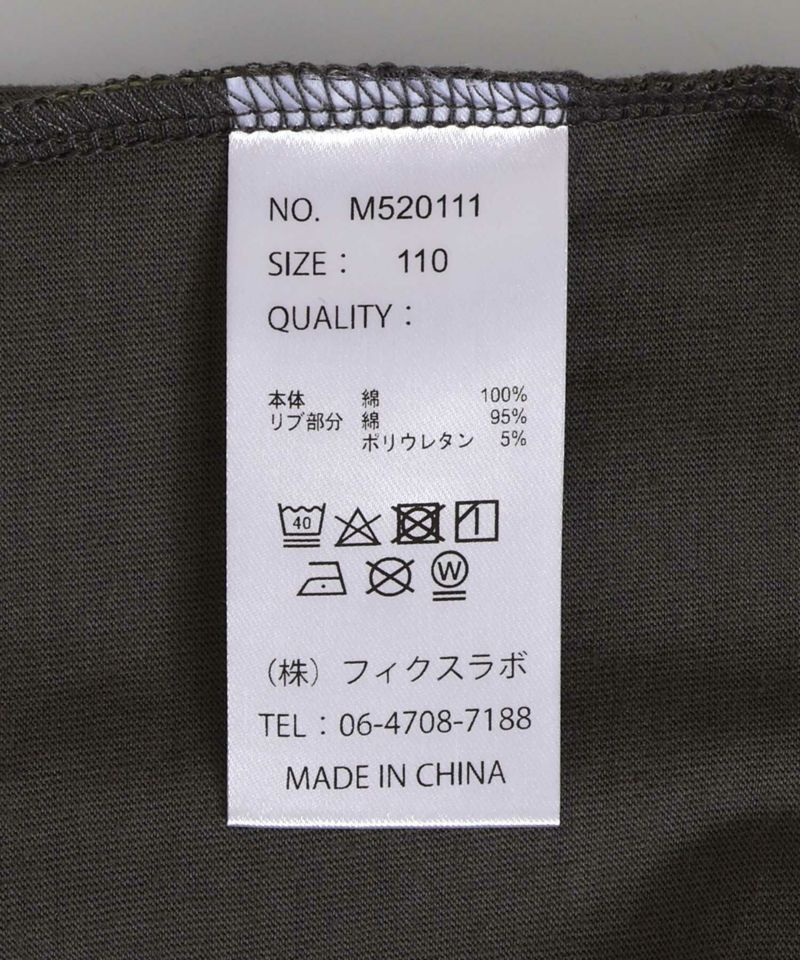 NO. M520111
SIZE： 110
QUALITY：
本体 綿 100%
リブ部分 綿 95%
ポリウレタン 5%
40
W
（株）フィクスラボ
TEL：06-4708-7188
MADE IN CHINA